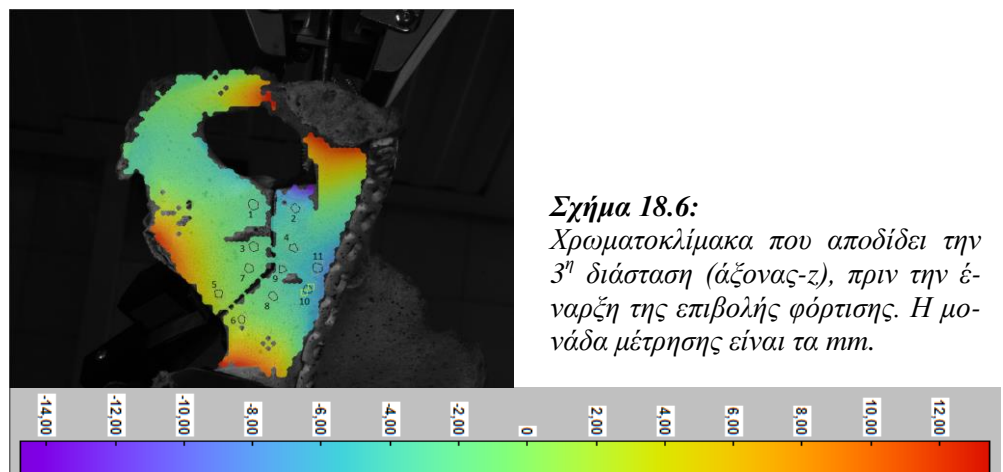 1
2
3
4
5
6
7
8
9
10
11
Σχήμα 18.6:
Χρωματοκλίμακα που αποδίδει την
3η διάσταση (άξονας-z), πριν την έ-
ναρξη της επιβολής φόρτισης. Η μο-
νάδα μέτρησης είναι τα mm.
-14,00 -12,00 -10,00 -8,00 -6,00 -4,00 -2,00 0 2,00 4,00 6,00 8,00 10,00 12,00